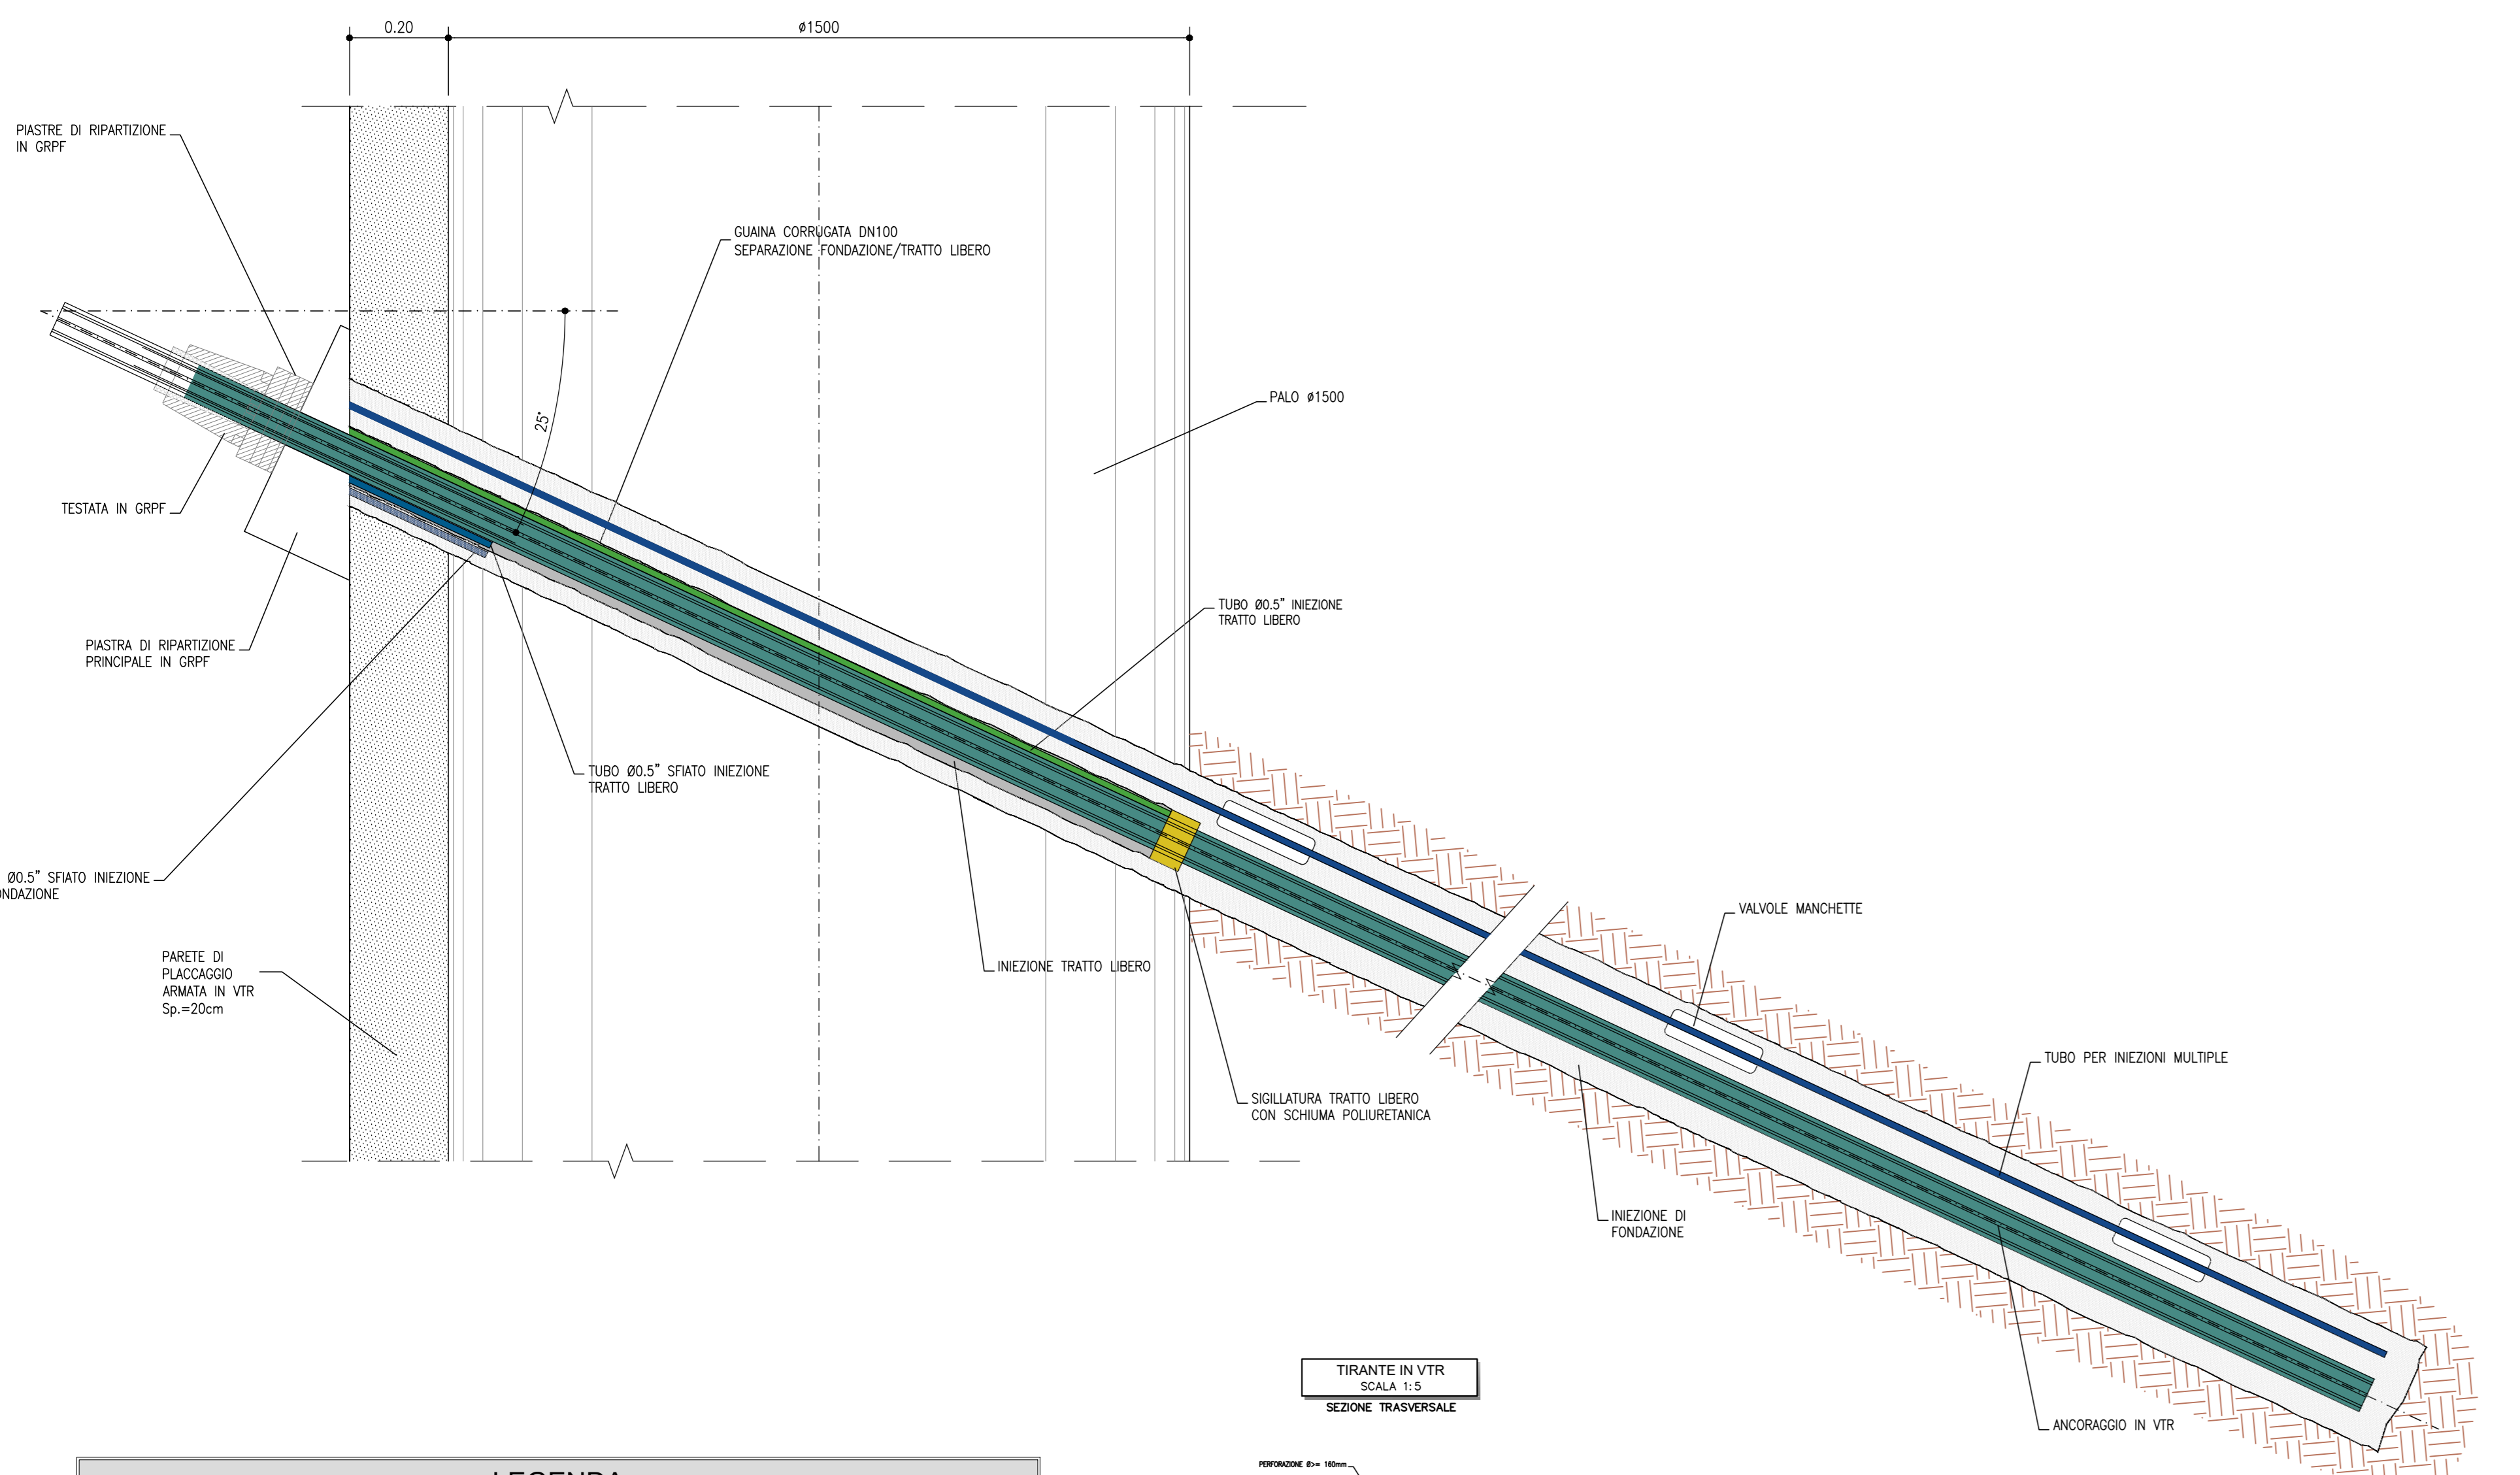 0.20
ø1500
PIASTRE DI RIPARTIZIONE
IN GRPF
GUAINA CORRUGATA DN100
SEPARAZIONE FONDAZIONE/TRATTO LIBERO
25°
PALO ø1500
TESTATA IN GRPF
TUBO Ø0.5" INIEZIONE
TRATTO LIBERO
PIASTRA DI RIPARTIZIONE
PRINCIPALE IN GRPF
TUBO Ø0.5" SFIATO INIEZIONE
TRATTO LIBERO
Ø0.5" SFIATO INIEZIONE
NDAZIONE
VALVOLE MANCHETTE
PARETE DI
PLACCAGGIO
ARMATA IN VTR
Sp.=20cm
INIEZIONE TRATTO LIBERO
TUBO PER INIEZIONI MULTIPLE
SIGILLATURA TRATTO LIBERO
CON SCHIUMA POLIURETANICA
INIEZIONE DI
FONDAZIONE
TIRANTE IN VTR
SCALA 1:5
SEZIONE TRASVERSALE
ANCORAGGIO IN VTR
LEGENDA
PERFORAZIONE Ø>= 160mm